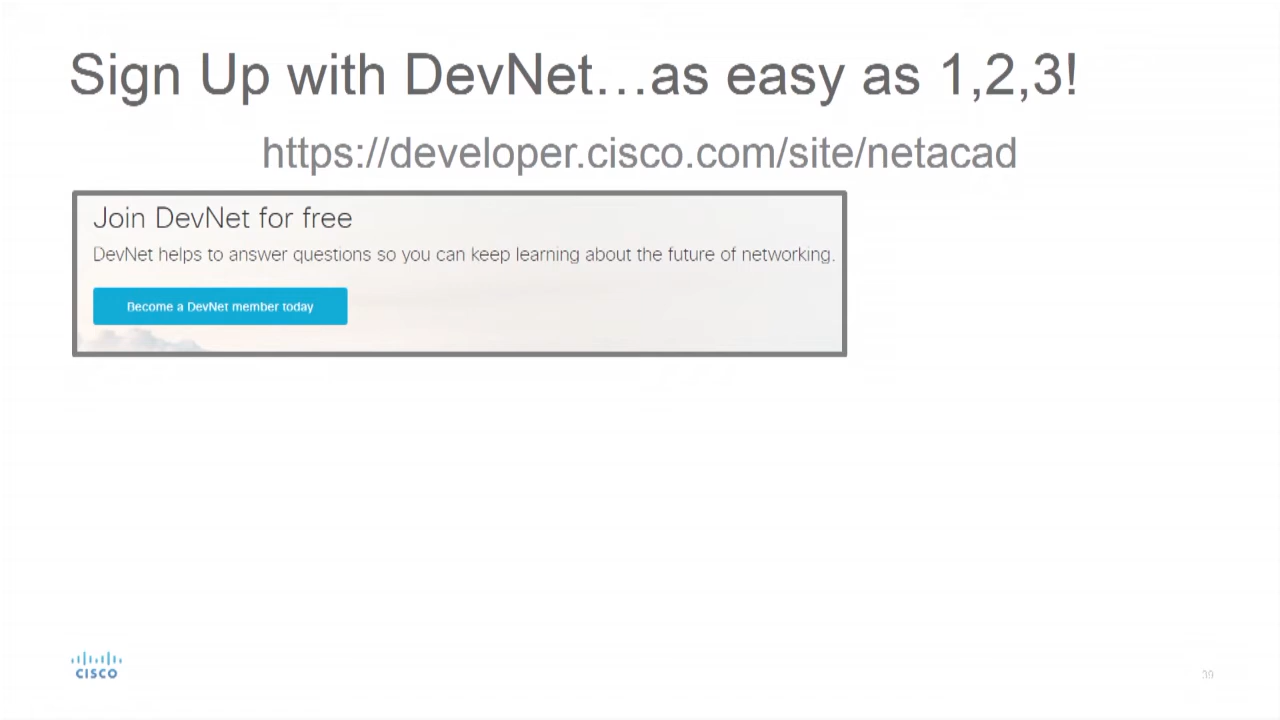 Sign Up with DevNet…as easy as 1,2,3!
https://developer.cisco.com/site/netacad
Join DevNet for free
DevNet helps to answer questions so you can keep learning about the future of networking.
Become a DevNet member today
CISCO
39